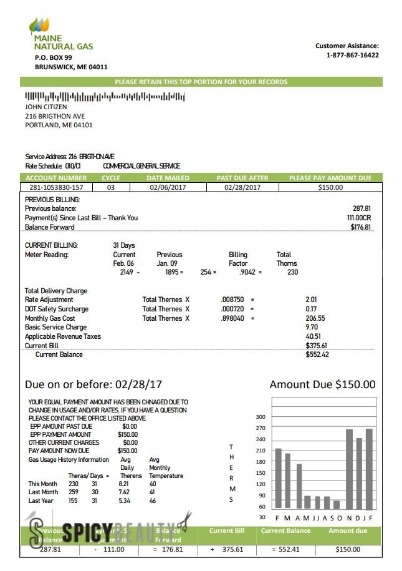 MAINE
NATURAL GAS
P.O. BOX 99
BRUNSWICK, ME 04011
Customer Asistance:
1-877-867-16422
PLEASE RETAIN THIS TOP PORTION FOR YOUR RECORDS
JOHN CITIZEN
216 BRIGTHON AVE
PORTLAND, ME 04101
Service Address: 216 BRIGTHON AVE
Rate Schedule: 010/C1 COMMERCIAL GENERAL SERVICE
ACCOUNT NUMBER CYCLE DATE MAILED PAST DUE AFTER PLEASE PAY AMOUNT DUE
281-1053830-157 03 02/06/2017 02/28/2017 $150.00
PREVIOUS BILLING:
Previous balance: 287.81
Payment(s) Since Last Bill – Thank You 111.00CR
Balance Forward $176.81
CURRENT BILLING: 31 Days
Meter Reading: Current Previous Billing Total
Feb. 06 Jan. 09 Factor Thorns
2149 - 1895 = 254 = .9042 = 230
Total Delivery Charge
Rate Adjustment Total Thermes X .008750 = 2.01
DOT Safety Surcharge Total Thermes X .000720 = 0.17
Monthly Gas Cost Total Thermes X .898040 = 206.55
Basic Service Charge 9.70
Applicable Revenue Taxes 40.51
Current Bill $375.61
Current Balance $552.42
Due on or before: 02/28/17 Amount Due $150.00
YOUR EQUAL PAYMENT AMOUNT HAS BEEN CHNAGED DUE TO
CHANGE IN USAGE AND/OR RATES. IF YOU HAVE A QUESTION
PLEASE CONTACT THE OFFICE LISTED ABOVE.
EPP AMOUNT PAST DUE $0.00
EPP PAYMENT AMOUNT $150.00
OTHER CURRENT CHARGES $0.00
PAY AMOUNT NOW DUE $150.00
Gas Usage History Information Avg Avg
Daily Monthly
Theras/ Days = Therens Temperature
This Month 230 31 8.21 40
Last Month 259 30 7.62 41
Last Year 155 31 5.34 46
THERMS
300
270
240
210
180
150
120
90
60
30
F M A M J J A S O N D J F
SPICYBEAUTY
Previous Balance Forward Current Bill Current Balance Amount due
287.81 - 111.00 = 176.81 + 375.61 = 552.41 $150.00